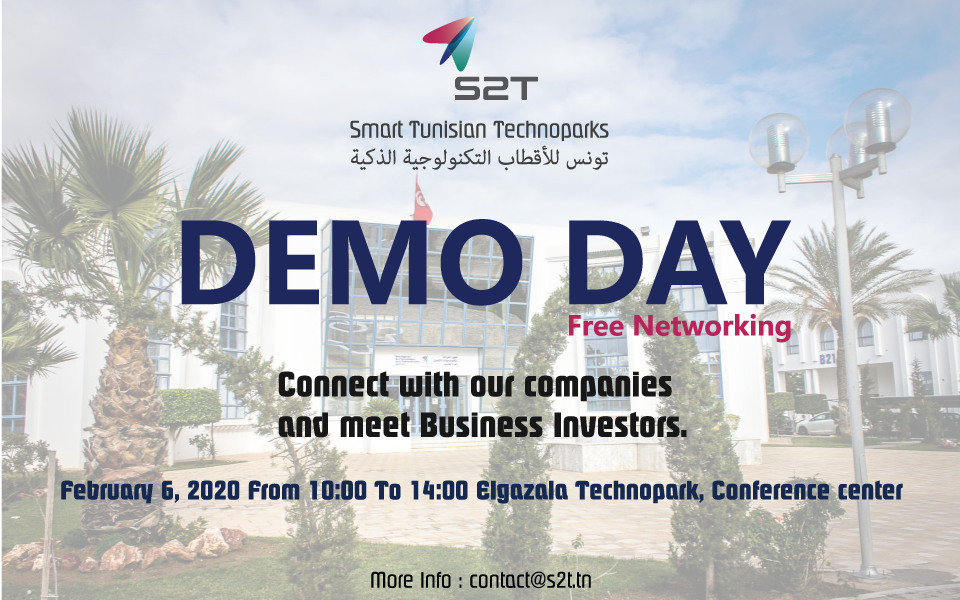 S2T
Smart Tunisian Technoparks
تونس للأقطاب التكنولوجية الذكية
DEMO DAY
Free Networking
Connect with our companies
and meet Business Investors.
February 6, 2020 From 10:00 To 14:00 Elgazala Technopark, Conference center
More Info : contact@s2t.tn